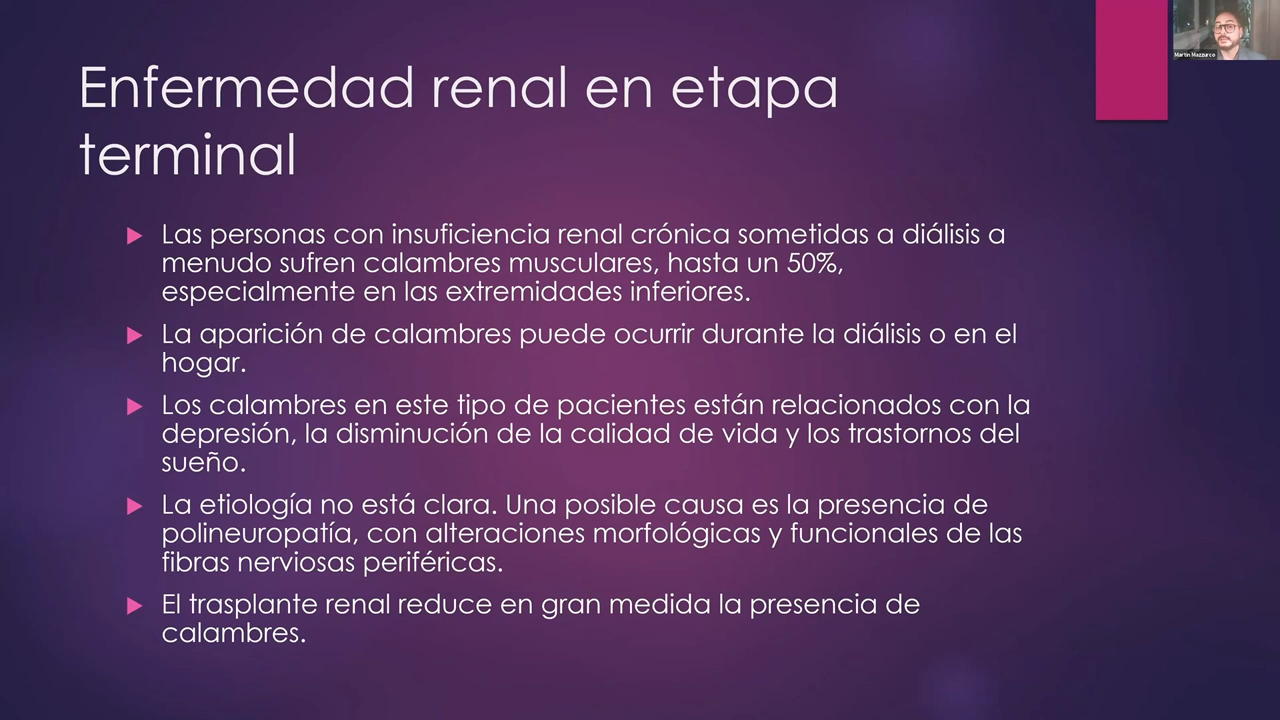 Enfermedad renal en etapa
terminal
Las personas con insuficiencia renal crónica sometidas a diálisis a
menudo sufren calambres musculares, hasta un 50%,
especialmente en las extremidades inferiores.
La aparición de calambres puede ocurrir durante la diálisis o en el
hogar.
Los calambres en este tipo de pacientes están relacionados con la
depresión, la disminución de la calidad de vida y los trastornos del
sueño.
La etiología no está clara. Una posible causa es la presencia de
polineuropatía, con alteraciones morfológicas y funcionales de las
fibras nerviosas periféricas.
El trasplante renal reduce en gran medida la presencia de
calambres.
Martin Mazzurco